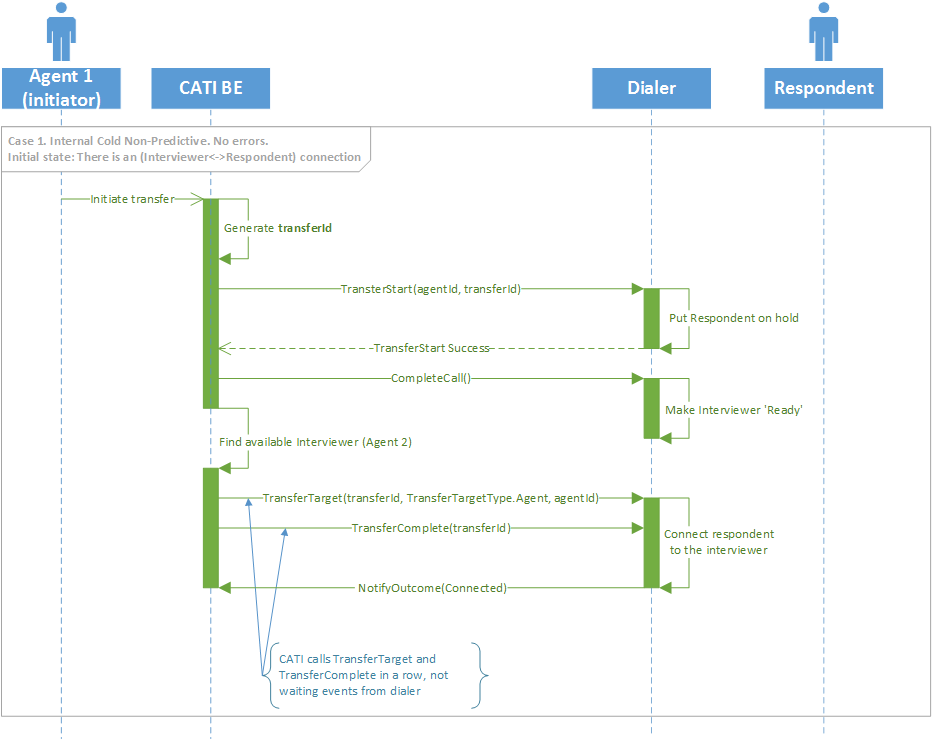 Agent 1
(initiator)
CATI BE
Dialer
Respondent
Case 1. Internal Cold Non-Predictive. No errors.
Initial state: There is an (Interviewer<->Respondent) connection
Initiate transfer
Generate transferId
TransterStart(agentId, transferId)
Put Respondent on hold
TransferStart Success
CompleteCall()
Make Interviewer 'Ready'
Find available Interviewer (Agent 2)
TransferTarget(transferId, TransferTargetType.Agent, agentId)
TransferComplete(transferId)
Connect respondent
to the interviewer
NotifyOutcome(Connected)
CATI calls TransferTarget and
TransferComplete in a row, not
waiting events from dialer